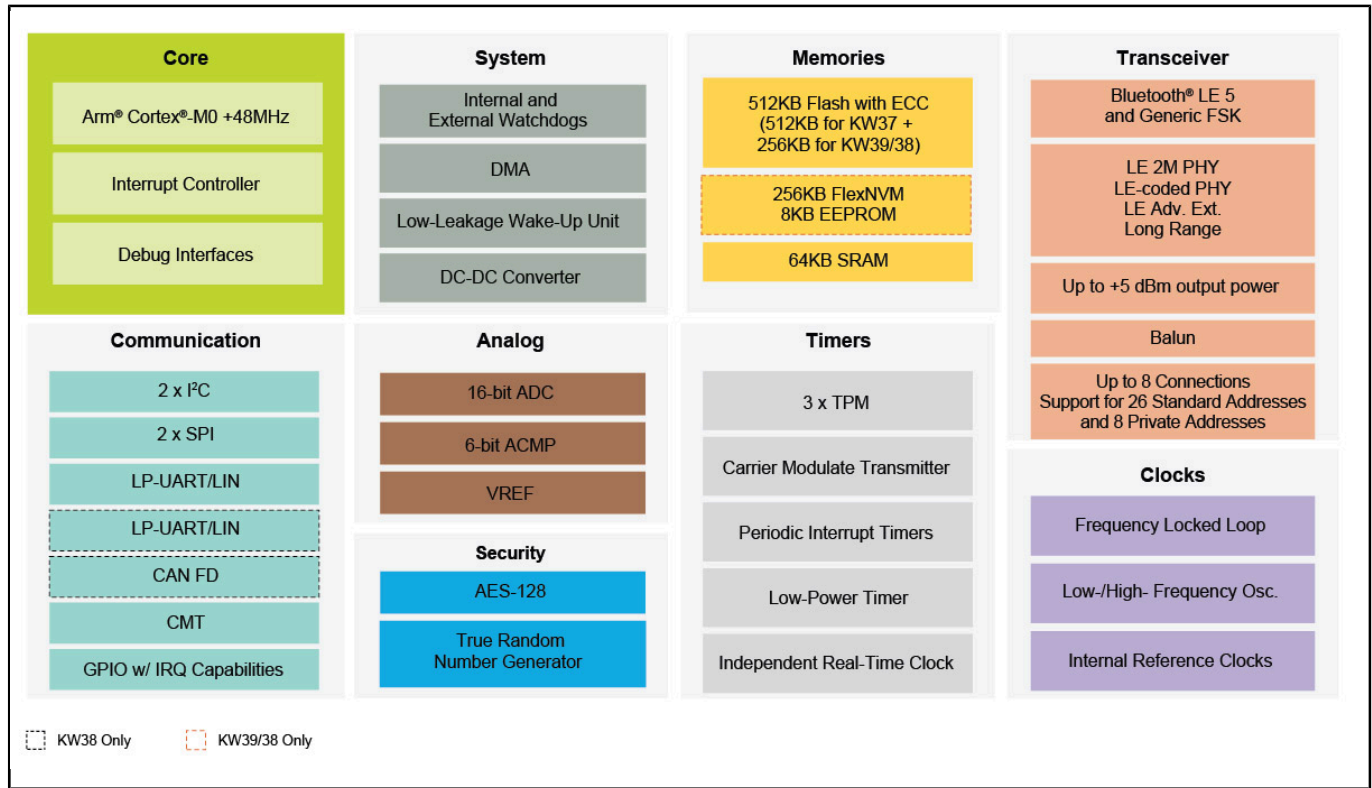 Core
Arm® Cortex®-M0 +48MHz
Interrupt Controller
Debug Interfaces
System
Internal and
External Watchdogs
DMA
Low-Leakage Wake-Up Unit
DC-DC Converter
Memories
512KB Flash with ECC
(512KB for KW37 +
256KB for KW39/38)
256KB FlexNVM
8KB EEPROM
64KB SRAM
Transceiver
Bluetooth® LE 5
and Generic FSK
LE 2M PHY
LE-coded PHY
LE Adv. Ext.
Long Range
Up to +5 dBm output power
Balun
Up to 8 Connections
Support for 26 Standard Addresses
and 8 Private Addresses
Communication
2 x I²C
2 x SPI
LP-UART/LIN
LP-UART/LIN
CAN FD
CMT
GPIO w/ IRQ Capabilities
Analog
16-bit ADC
6-bit ACMP
VREF
Security
AES-128
True Random
Number Generator
Timers
3 x TPM
Carrier Modulate Transmitter
Periodic Interrupt Timers
Low-Power Timer
Independent Real-Time Clock
Clocks
Frequency Locked Loop
Low-/High- Frequency Osc.
Internal Reference Clocks
KW38 Only
KW39/38 Only